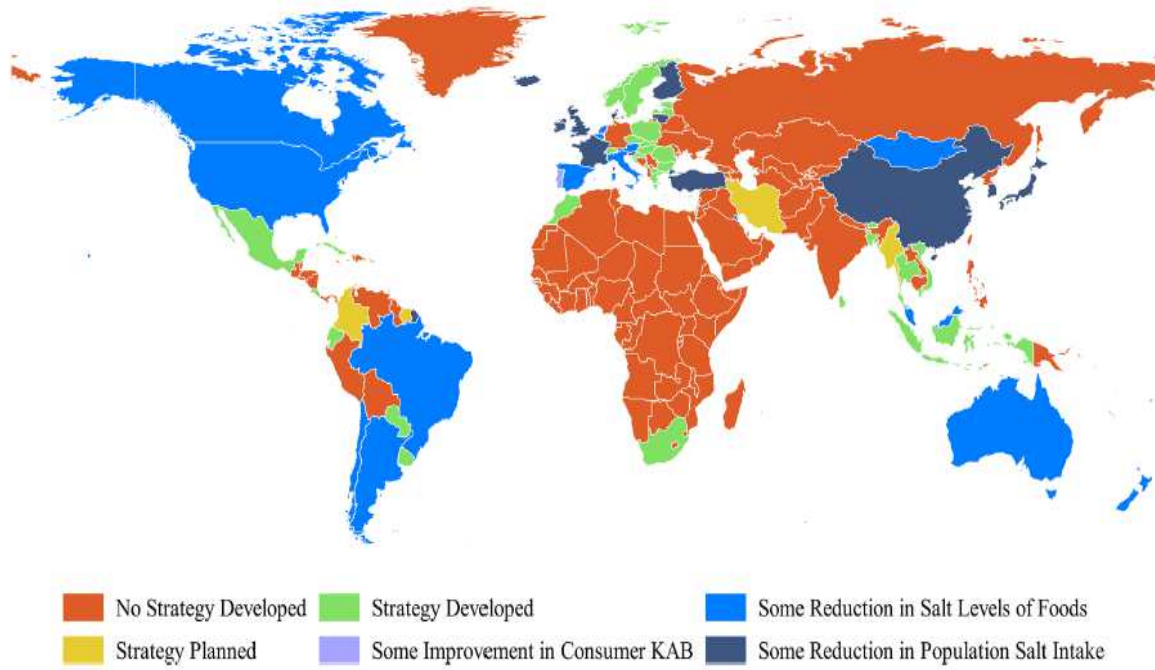 No Strategy Developed
Strategy Developed
Some Reduction in Salt Levels of Foods
Strategy Planned
Some Improvement in Consumer KAB
Some Reduction in Population Salt Intake